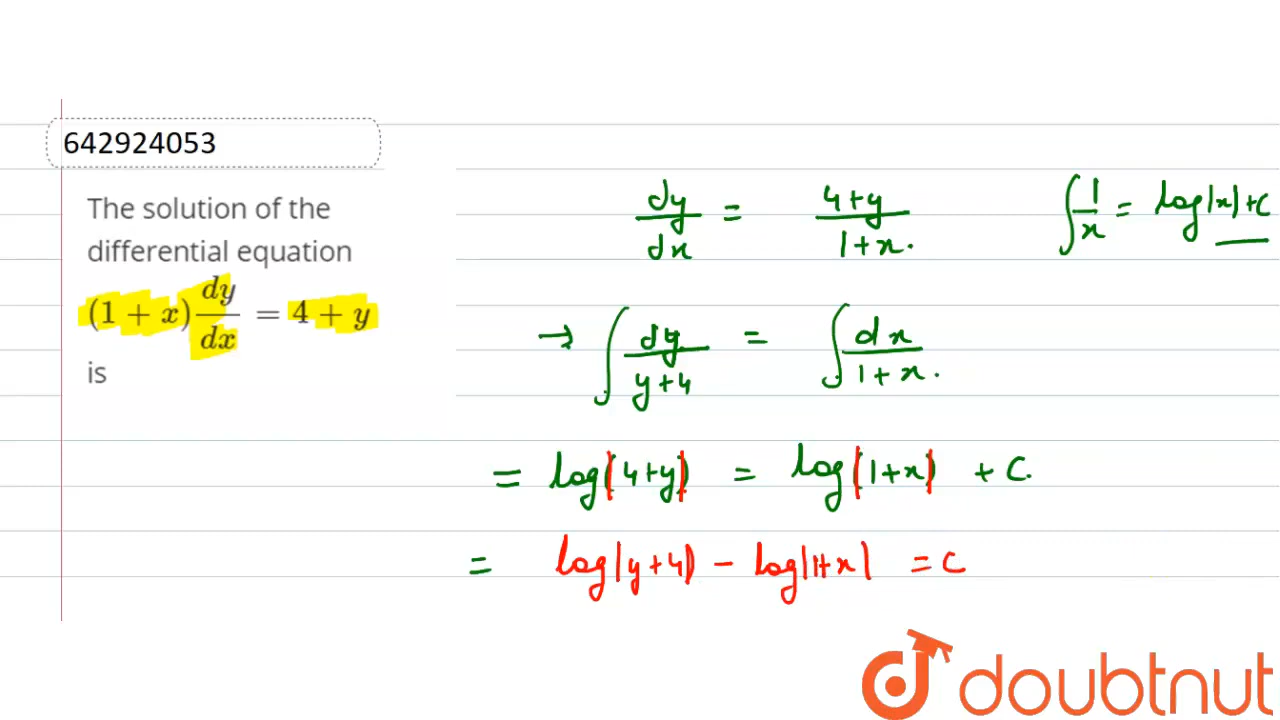 642924053
The solution of the
differential equation
(1 + x) dy/dx = 4 + y
is
dy/dx = 4+y/1+x.
∫ 1/x = log|x|+c
→ ∫ dy/y+4 = ∫ dx/1+x.
= log|4+y| = log|1+x| + C.
= log|y+4| − log|1+x| = C
doubtnut